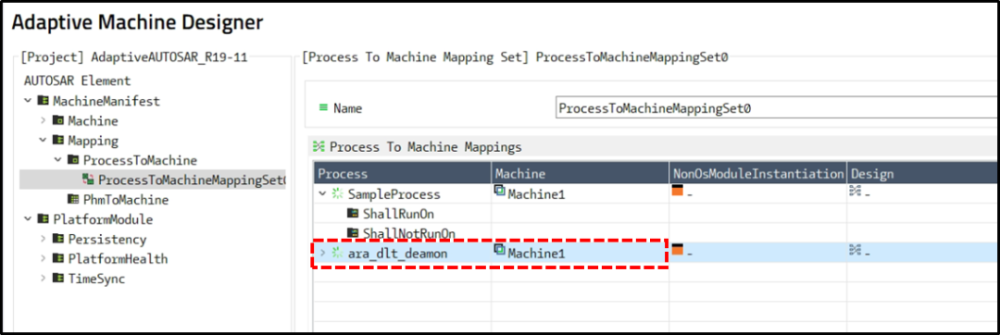 Adaptive Machine Designer
[Project] AdaptiveAUTOSAR_R19-11
AUTOSAR Element
MachineManifest
Machine
Mapping
ProcessToMachine
ProcessToMachineMappingSet0
PhmToMachine
PlatformModule
Persistency
PlatformHealth
TimeSync
[Process To Machine Mapping Set] ProcessToMachineMappingSet0
Name ProcessToMachineMappingSet0
Process To Machine Mappings
Process Machine NonOsModuleInstantiation Design
SampleProcess Machine1 - -
ShallRunOn
ShallNotRunOn
ara_dlt_deamon Machine1 - -